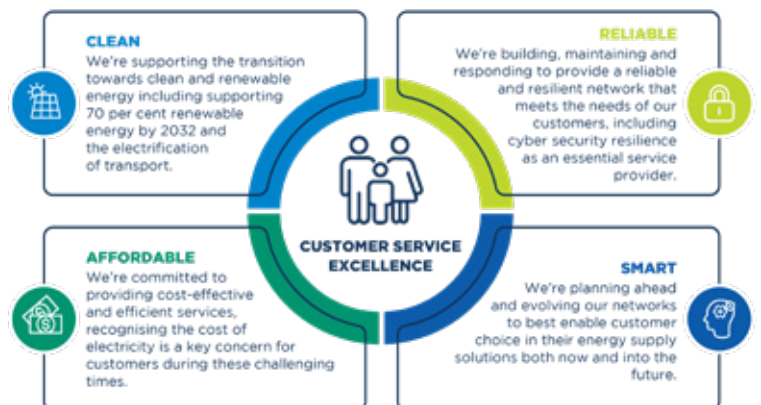 CLEAN
We're supporting the transition
towards clean and renewable
energy including supporting
70 per cent renewable
energy by 2032 and
the electrification
of transport.
RELIABLE
We're building, maintaining and
responding to provide a reliable
and resilient network that
meets the needs of our
customers, including
cyber security resilience
as an essential service
provider.
CUSTOMER SERVICE
EXCELLENCE
AFFORDABLE
We're committed to
providing cost-effective
and efficient services,
recognising the cost of
electricity is a key concern for
customers during these challenging
times.
SMART
We're planning ahead
and evolving our networks
to best enable customer
choice in their energy supply
solutions both now and into the
future.